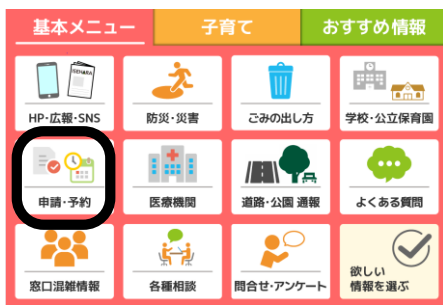 基本メニュー
子育て
おすすめ情報
ISEHARA
HP・広報・SNS
防災・災害
ごみの出し方
学校・公立保育園
申請・予約
医療機関
道路・公園 通報
よくある質問
窓口混雑情報
各種相談
問合せ・アンケート
欲しい
情報を選ぶ